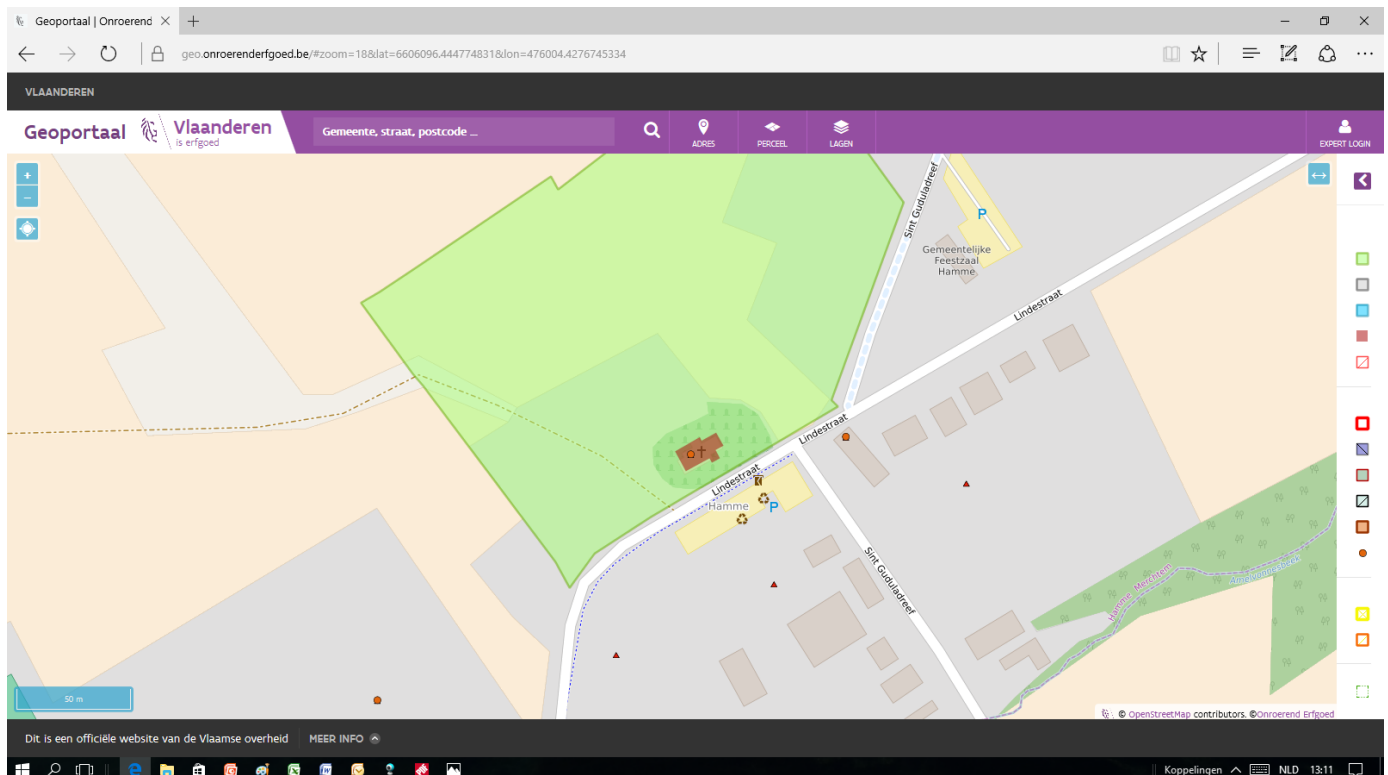 Geoportaal | Onroerend
geo.onroerenderfgoed.be/#zoom=18&lat=6606096.444774831&lon=476004.4276745334
VLAANDEREN
Geoportaal
Vlaanderen
is erfgoed
Gemeente, straat, postcode ...
ADRES
PERCEEL
LAGEN
EXPERT LOGIN
+
−
Sint Guduladreef
P
Gemeentelijke
Feestzaal
Hamme
Lindestraat
Lindestraat
Lindestraat
Hamme
P
Sint Guduladreef
Hamme
Merchtem
Amelvonnesbeek
50 m
© OpenStreetMap contributors. ©Onroerend Erfgoed
Dit is een officiële website van de Vlaamse overheid
MEER INFO
Koppelingen
NLD
13:11